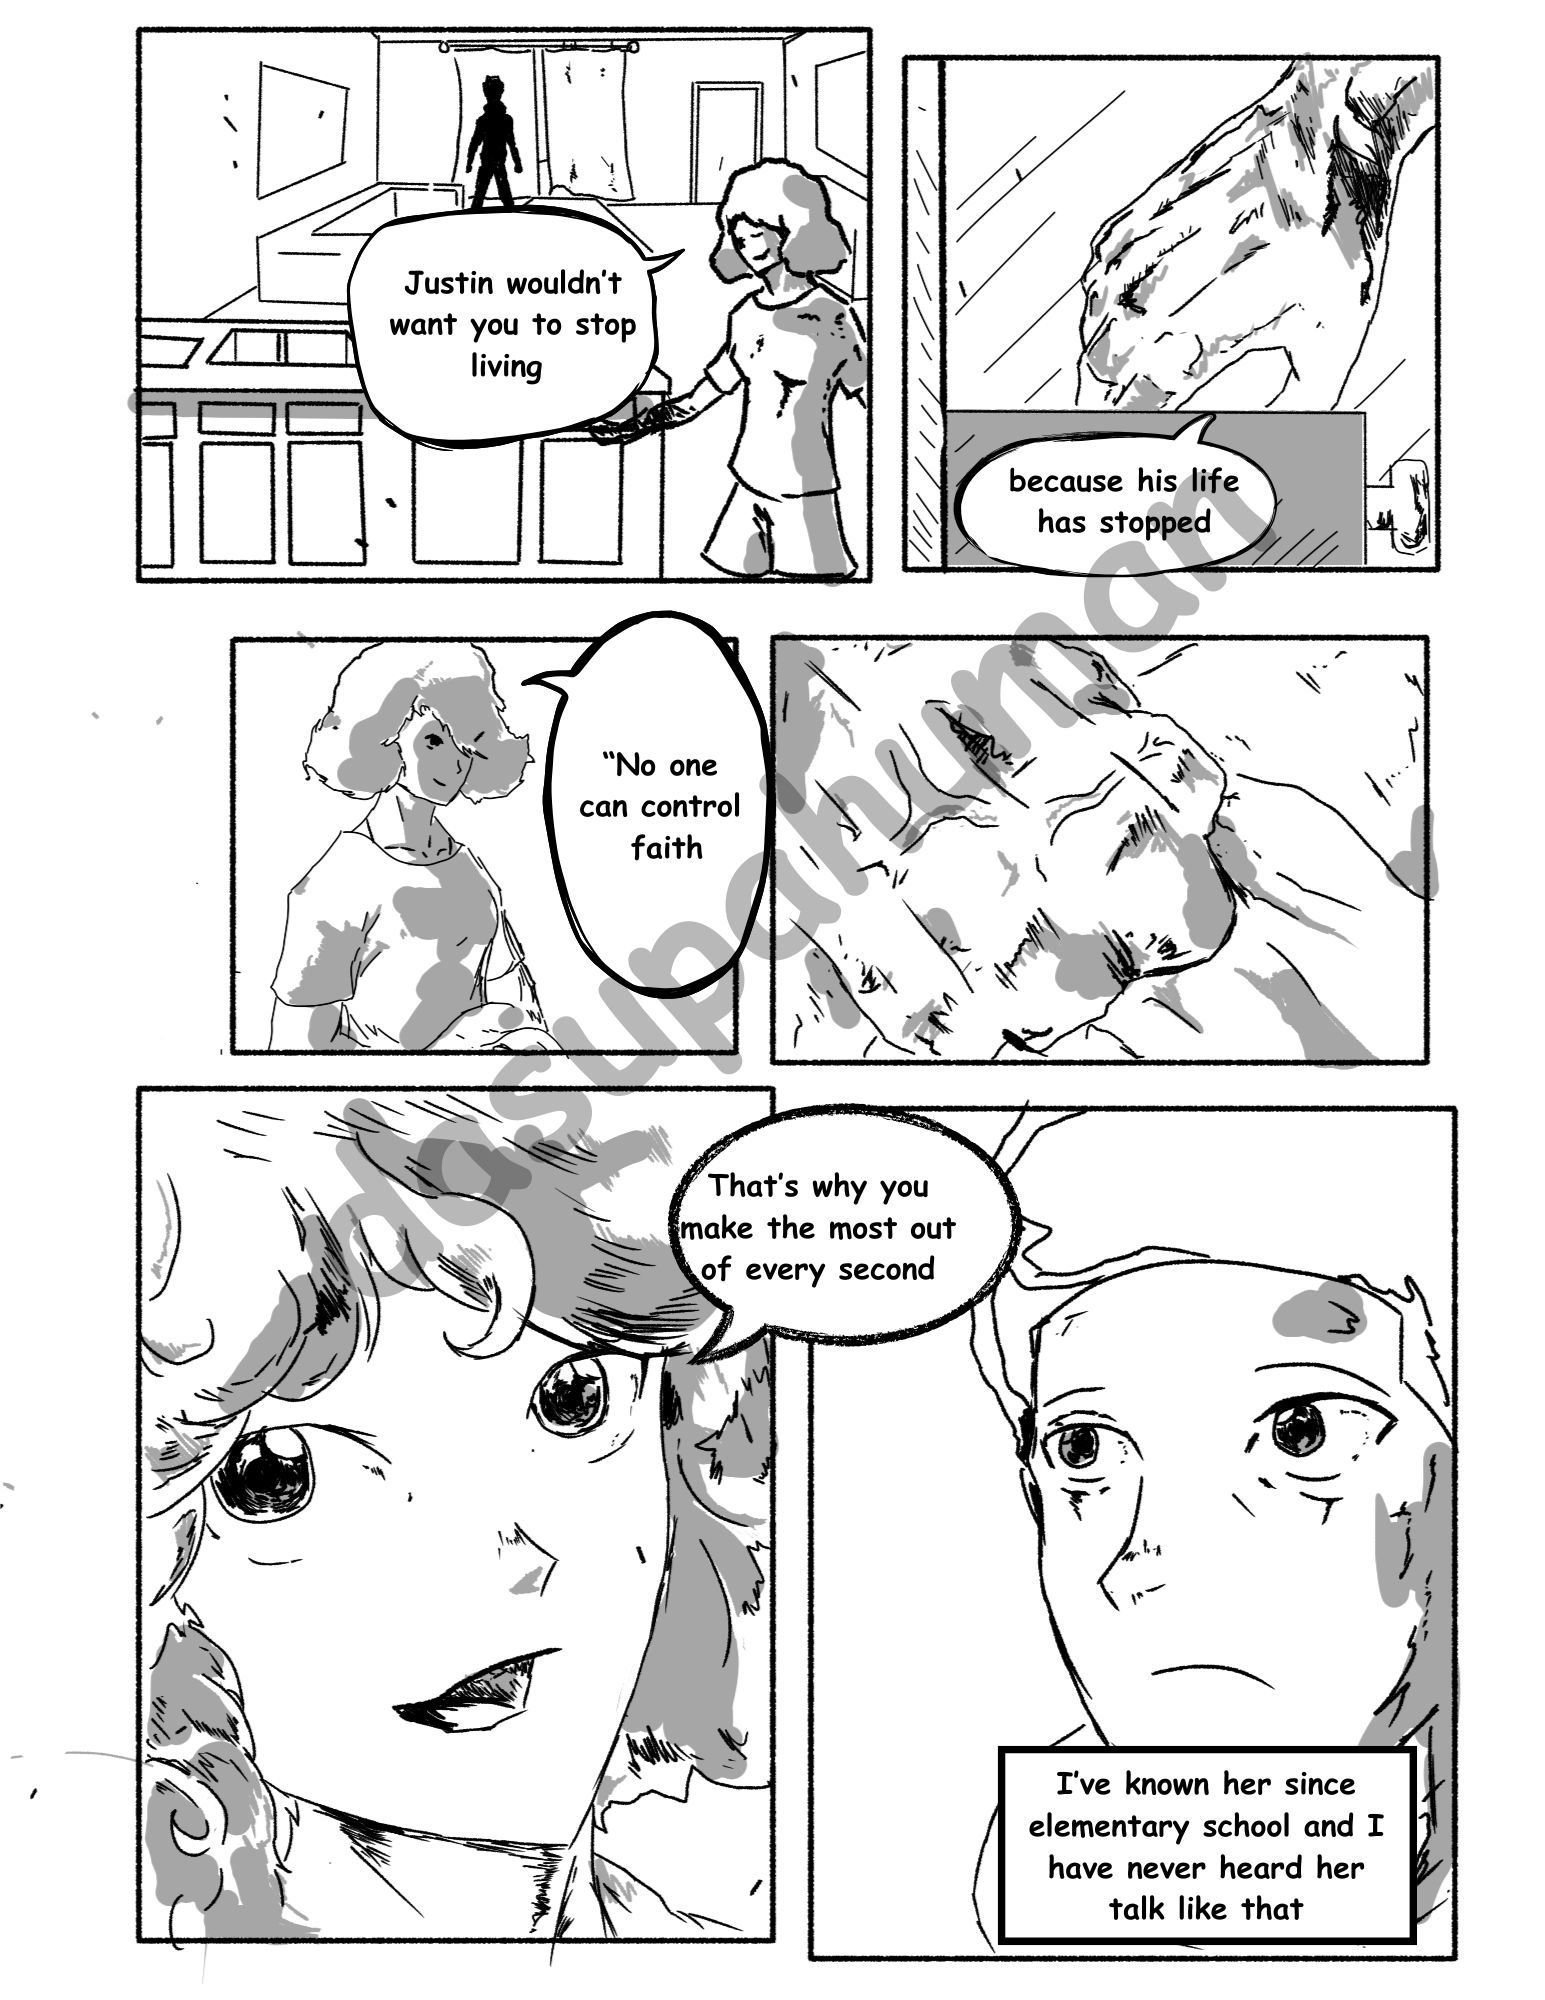 Justin wouldn't
want you to stop
living
because his life
has stopped
"No one
can control
faith
That's why you
make the most out
of every second
I've known her since
elementary school and I
have never heard her
talk like that
dasupahuman